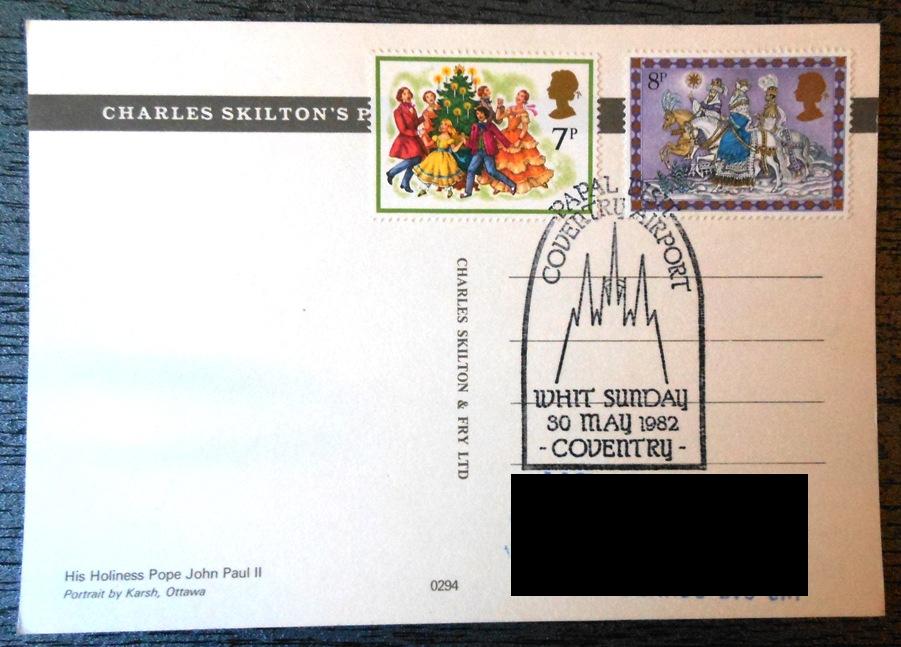 CHARLES SKILTON'S P
7P
8P
PAPAL
COVENTRY AIRPORT
WHIT SUNDAY
30 MAY 1982
- COVENTRY -
CHARLES SKILTON & FRY LTD
His Holiness Pope John Paul II
Portrait by Karsh, Ottawa
0294